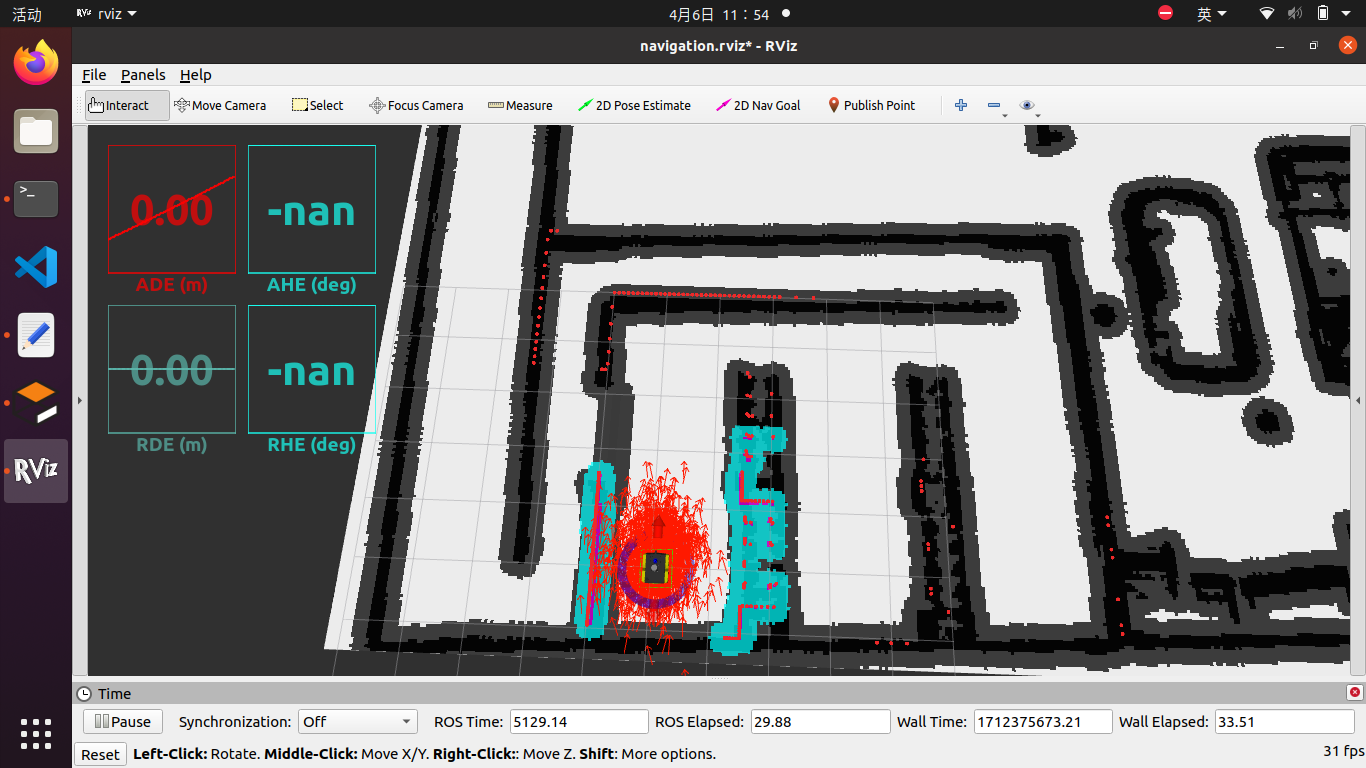 活动
RViz
rviz
4月6日 11：54
英
navigation.rviz* - RViz
File Panels Help
Interact Move Camera Select Focus Camera Measure 2D Pose Estimate 2D Nav Goal Publish Point
0.00 -nan
ADE (m) AHE (deg)
0.00 -nan
RDE (m) RHE (deg)
>_
RViz
Time
Pause Synchronization: Off ROS Time: 5129.14 ROS Elapsed: 29.88 Wall Time: 1712375673.21 Wall Elapsed: 33.51
Reset Left-Click: Rotate. Middle-Click: Move X/Y. Right-Click:: Move Z. Shift: More options. 31 fps